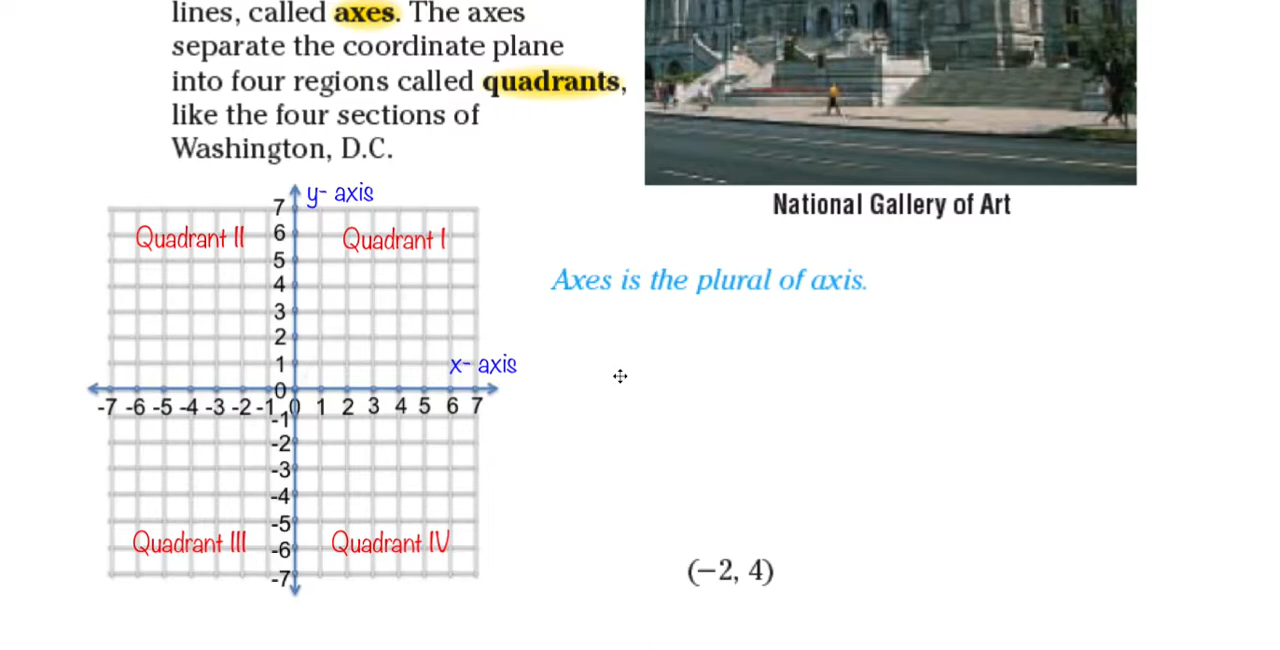 lines, called axes. The axes
separate the coordinate plane
into four regions called quadrants,
like the four sections of
Washington, D.C.
National Gallery of Art
Axes is the plural of axis.
y- axis
7
Quadrant II 6 Quadrant I
5
4
3
2
1
x- axis
0
-7 -6 -5 -4 -3 -2 -1 0 1 2 3 4 5 6 7
-1
-2
-3
-4
-5
Quadrant III -6 Quadrant IV
-7
(−2, 4)